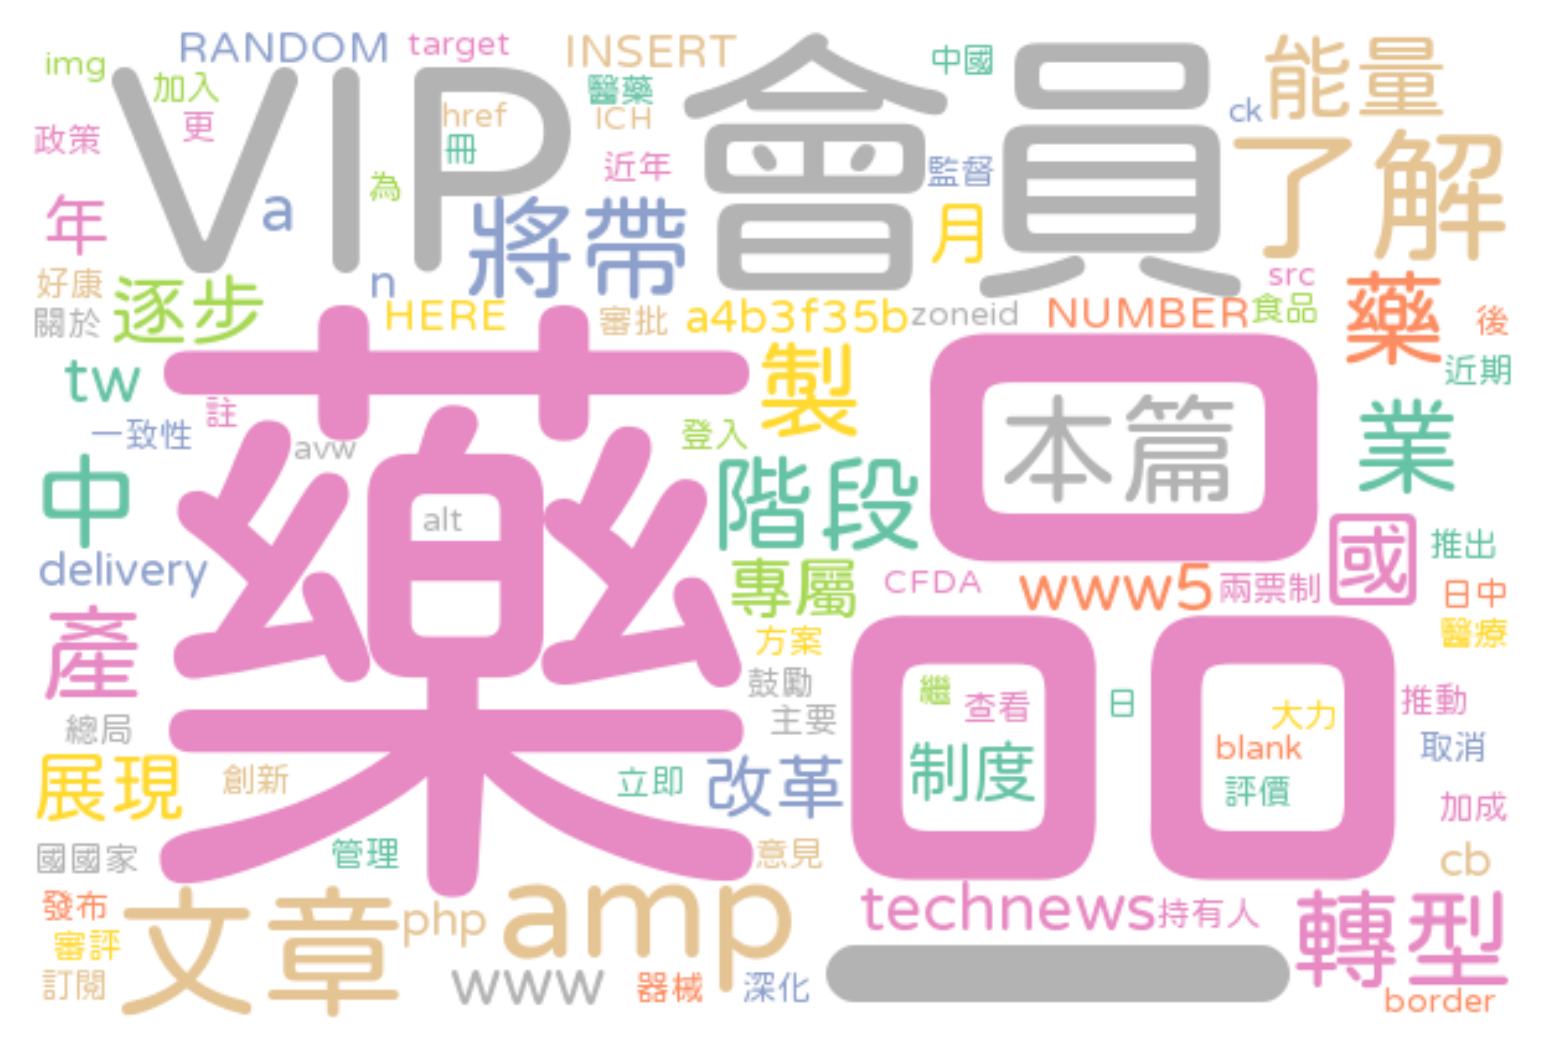 img
RANDOM
target
INSERT
中國
能量
VIP
會員
加入
更
href
冊
醫藥
ICH
ck
政策
為
近年
監督
了解
年
a
將帶
月
n
src
好康
逐步
關於
HERE
審批
a4b3f35b
zoneid
NUMBER
食品
藥
後
tw
註
製
近期
一致性
avw
登入
本篇
業
中
alt
階段
藥品
國
推出
delivery
專屬
CFDA
www5
兩票制
日中
產
方案
醫療
鼓勵
繼
查看
日
大力
推動
總局
主要
blank
取消
展現
創新
立即
改革
制度
評價
加成
國國家
管理
意見
cb
發布
文章
php
amp
technews
持有人
轉型
審評
訂閱
www
器械
深化
一
border